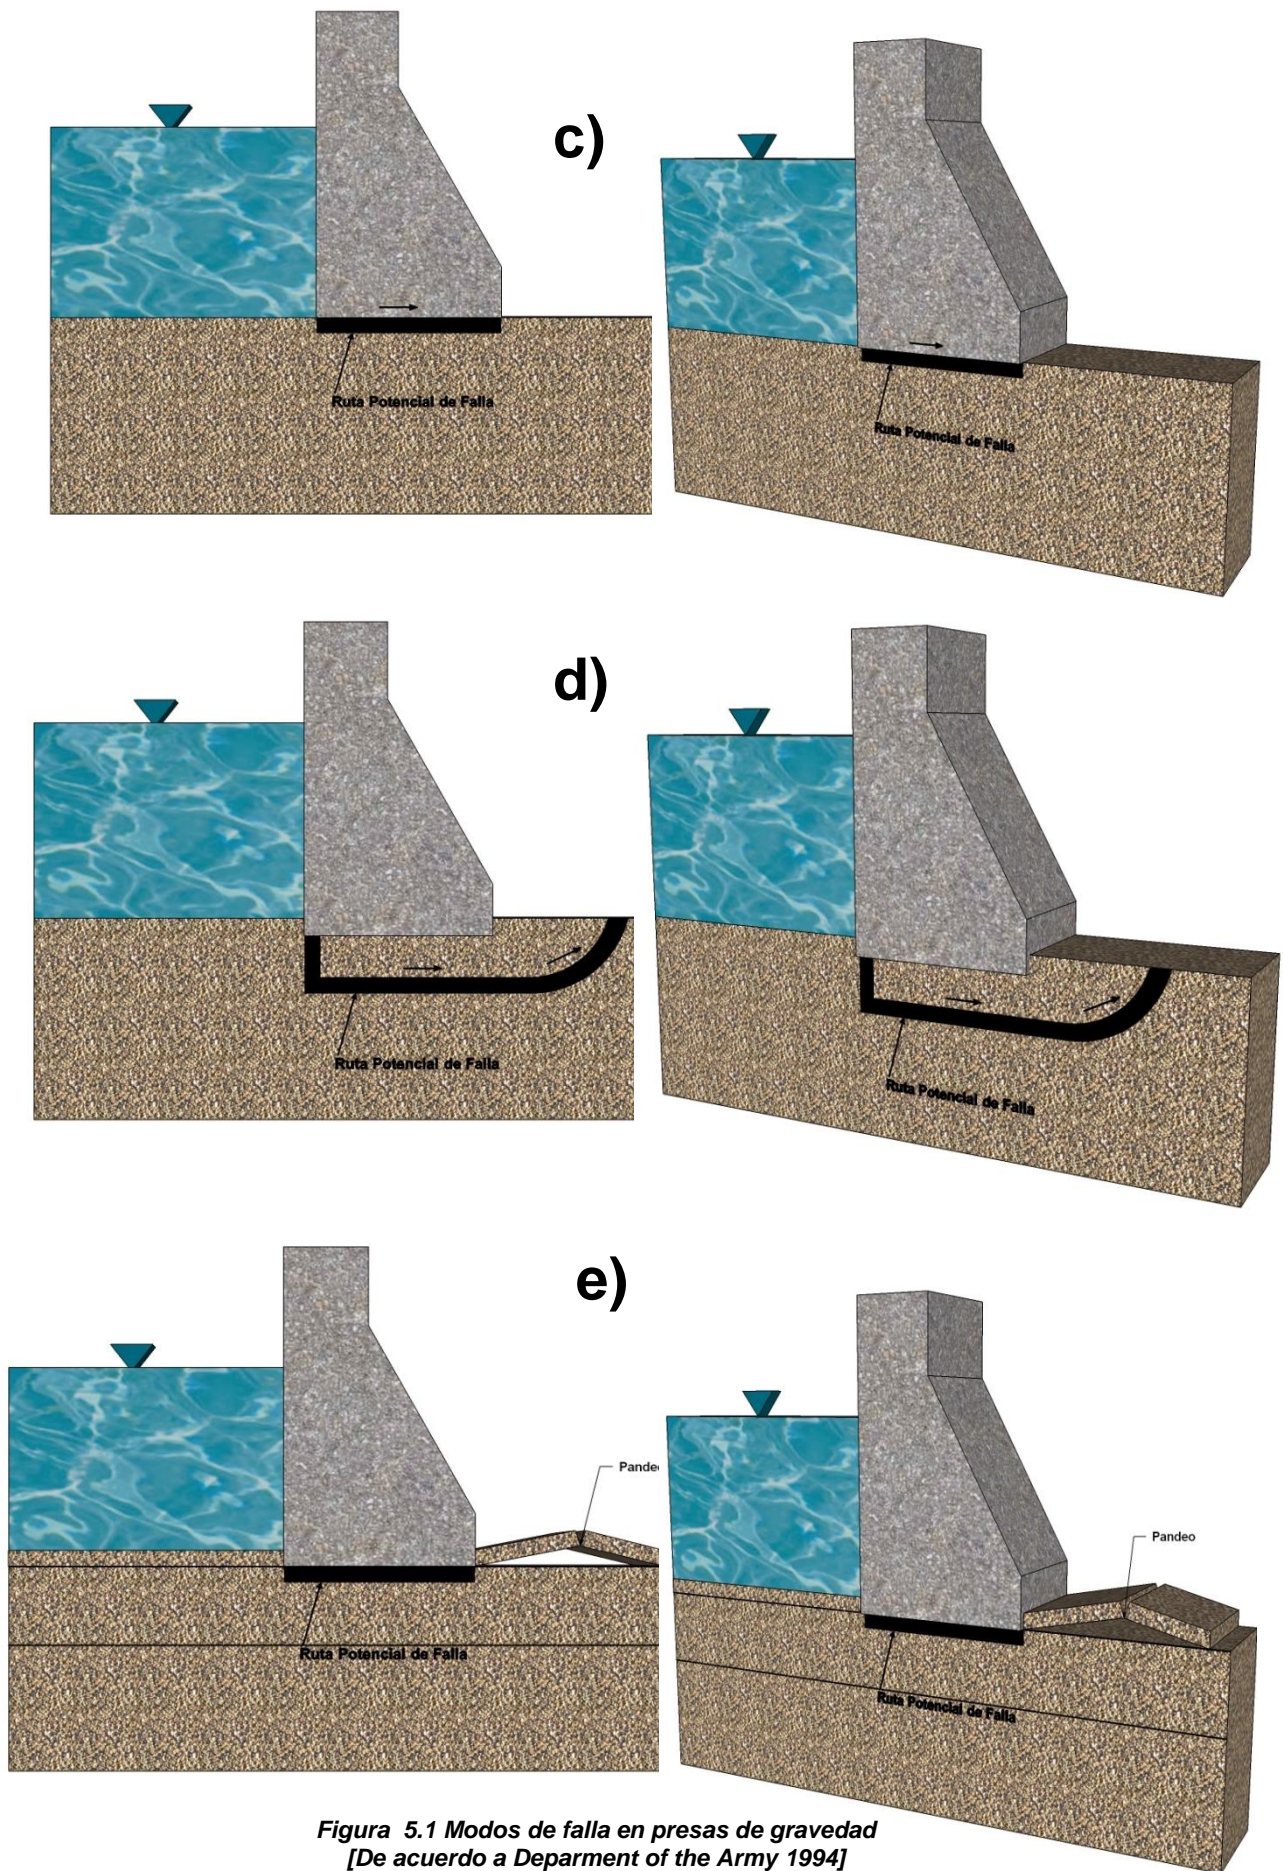 c)
Ruta Potencial de Falla
Ruta Potencial de Falla
d)
Ruta Potencial de Falla
Ruta Potencial de Falla
e)
Pande
Ruta Potencial de Falla
Pandeo
Ruta Potencial de Falla
Figura 5.1 Modos de falla en presas de gravedad
[De acuerdo a Deparment of the Army 1994]